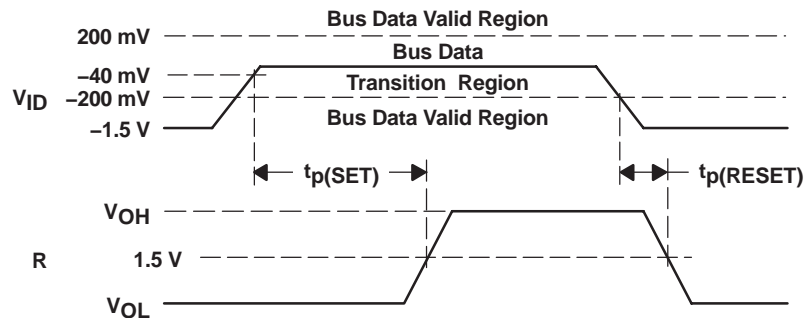 Bus Data Valid Region
200 mV
Bus Data
–40 mV
Transition Region
VID
–200 mV
Bus Data Valid Region
–1.5 V
tp(SET)
tp(RESET)
VOH
R
1.5 V
VOL